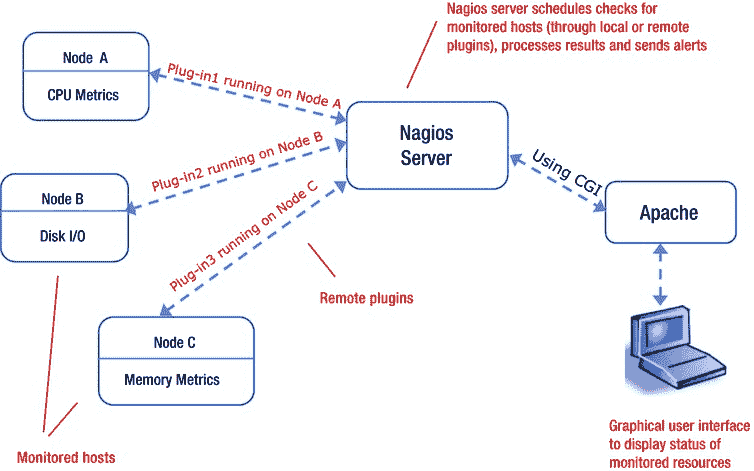 Nagios server schedules checks for
monitored hosts (through local or remote
plugins), processes results and sends alerts
Node A
CPU Metrics
Plug-in1 running on Node A
Nagios
Server
Plug-in2 running on Node B
Using CGI
Node B
Disk I/O
Plug-in3 running on Node C
Apache
Remote plugins
Node C
Memory Metrics
Monitored hosts
Graphical user interface
to display status of
monitored resources